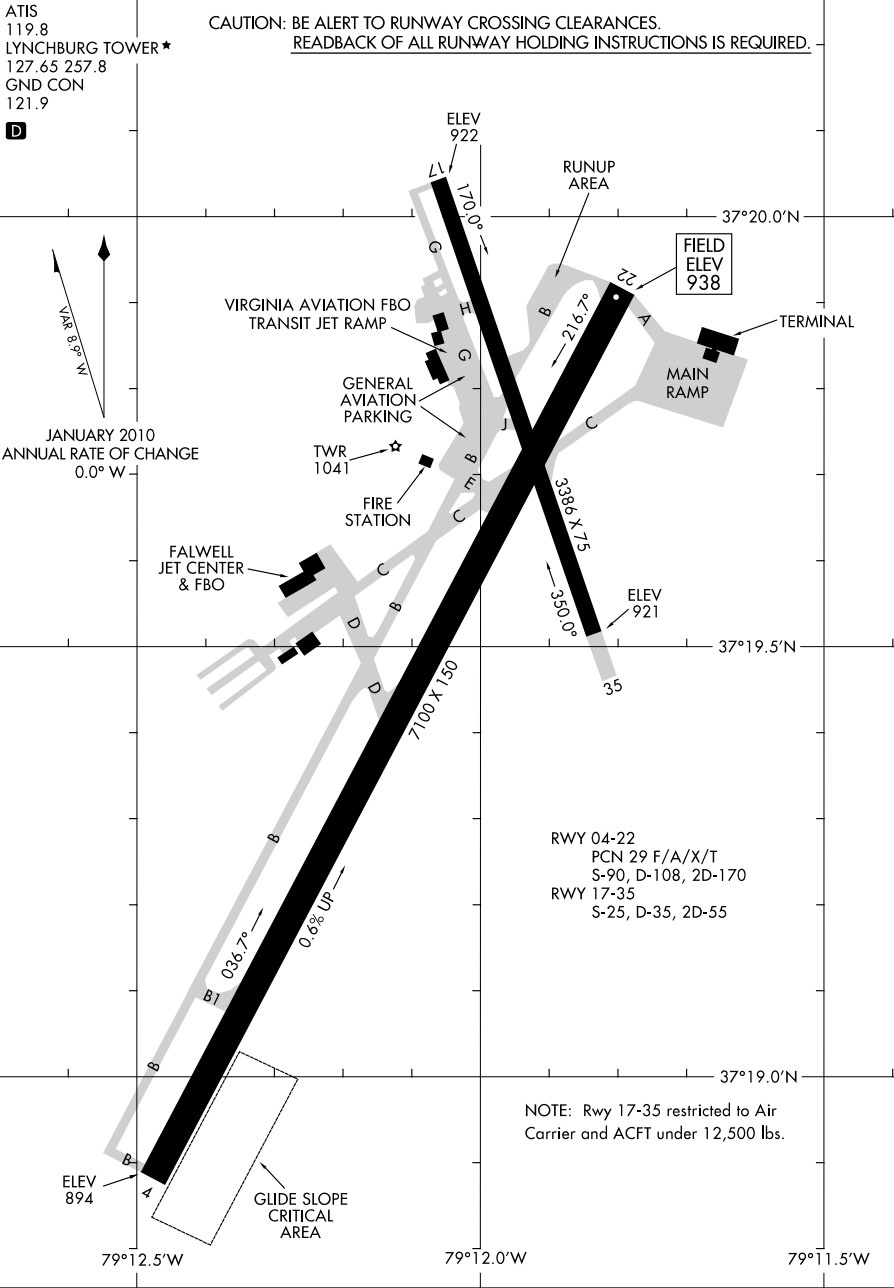 ATIS
119.8
LYNCHBURG TOWER★
127.65 257.8
GND CON
121.9
D
CAUTION: BE ALERT TO RUNWAY CROSSING CLEARANCES.
READBACK OF ALL RUNWAY HOLDING INSTRUCTIONS IS REQUIRED.
ELEV
922
17
170.0°
RUNUP
AREA
37°20.0'N
FIELD
ELEV
938
22
216.7°
VAR 8.9° W
JANUARY 2010
ANNUAL RATE OF CHANGE
0.0° W
G
H
B
A
VIRGINIA AVIATION FBO
TRANSIT JET RAMP
G
TERMINAL
MAIN
RAMP
GENERAL
AVIATION
PARKING
J
C
TWR
1041
B
E
FIRE
STATION
C
3386 X 75
FALWELL
JET CENTER
& FBO
C
B
350.0°
ELEV
921
D
37°19.5'N
D
35
7100 X 150
B
RWY 04-22
PCN 29 F/A/X/T
S-90, D-108, 2D-170
RWY 17-35
S-25, D-35, 2D-55
036.7°
0.6% UP
B1
B
37°19.0'N
NOTE: Rwy 17-35 restricted to Air
Carrier and ACFT under 12,500 lbs.
B
ELEV
894
4
GLIDE SLOPE
CRITICAL
AREA
79°12.5'W
79°12.0'W
79°11.5'W